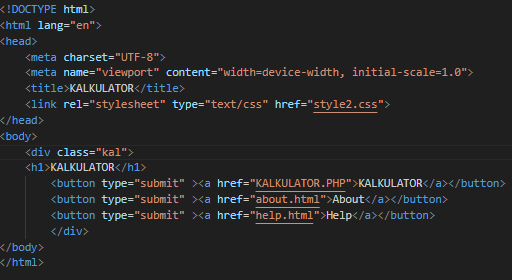 <!DOCTYPE html>
<html lang="en">
<head>
    <meta charset="UTF-8">
    <meta name="viewport" content="width=device-width, initial-scale=1.0">
    <title>KALKULATOR</title>
    <link rel="stylesheet" type="text/css" href="style2.css">
</head>
<body>
    <div class="kal">
    <h1>KALKULATOR</h1>
        <button type="submit" ><a href="KALKULATOR.PHP">KALKULATOR</a></button>
        <button type="submit" ><a href="about.html">About</a></button>
        <button type="submit" ><a href="help.html">Help</a></button>
        </div>
</body>
</html>